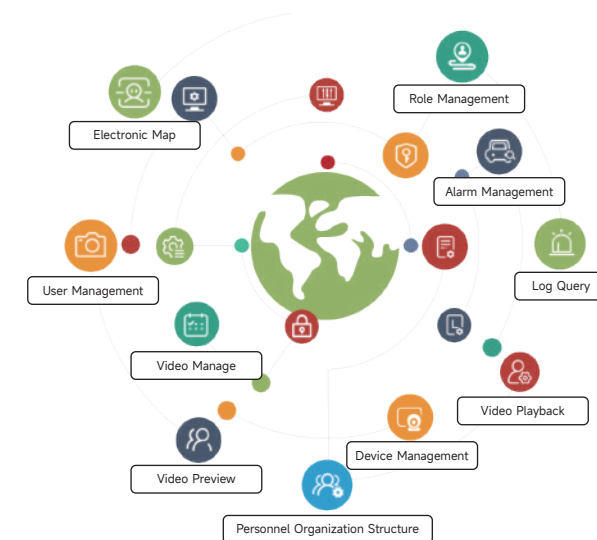 Role Management
Electronic Map
Alarm Management
User Management
Log Query
Video Manage
Video Playback
Device Management
Video Preview
Personnel Organization Structure